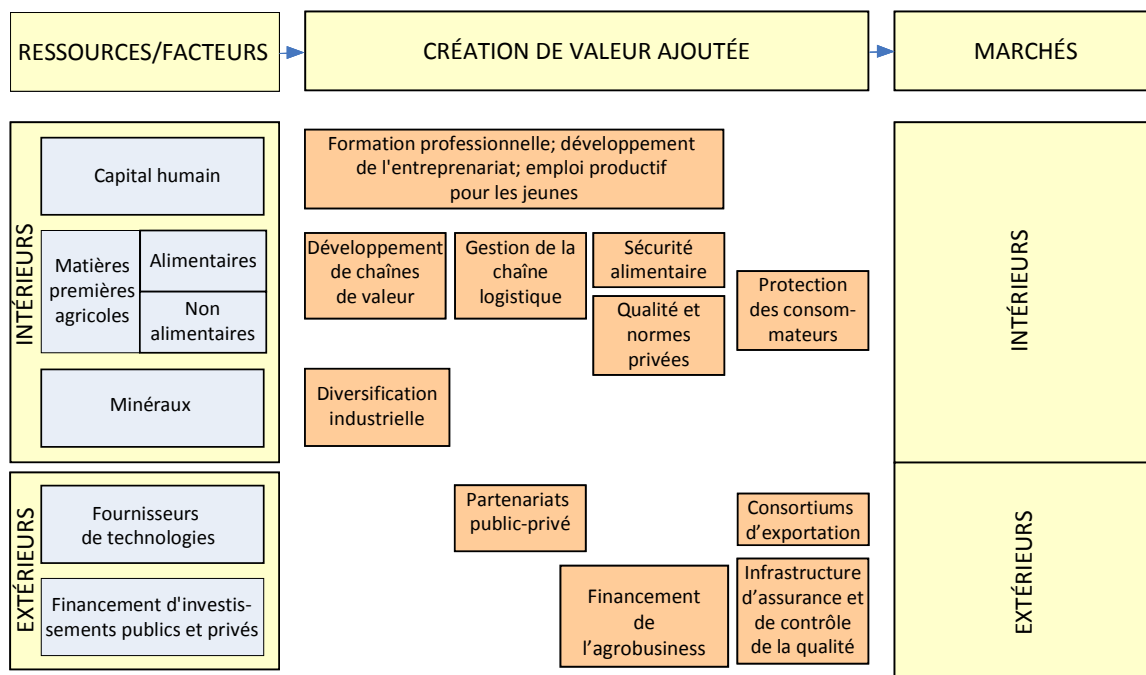 RESSOURCES/FACTEURS
CRÉATION DE VALEUR AJOUTÉE
MARCHÉS
INTÉRIEURS
Capital humain
Matières
premières
agricoles
Alimentaires
Non
alimentaires
Minéraux
Formation professionnelle; développement
de l'entreprenariat; emploi productif
pour les jeunes
Développement
de chaînes
de valeur
Gestion de la
chaîne
logistique
Sécurité
alimentaire
Qualité et
normes
privées
Protection
des consom-
mateurs
Diversification
industrielle
INTÉRIEURS
EXTÉRIEURS
Fournisseurs
de technologies
Financement d'investis-
sements publics et privés
Partenariats
public-privé
Consortiums
d’exportation
Financement
de
l’agrobusiness
Infrastructure
d’assurance et
de contrôle
de la qualité
EXTÉRIEURS